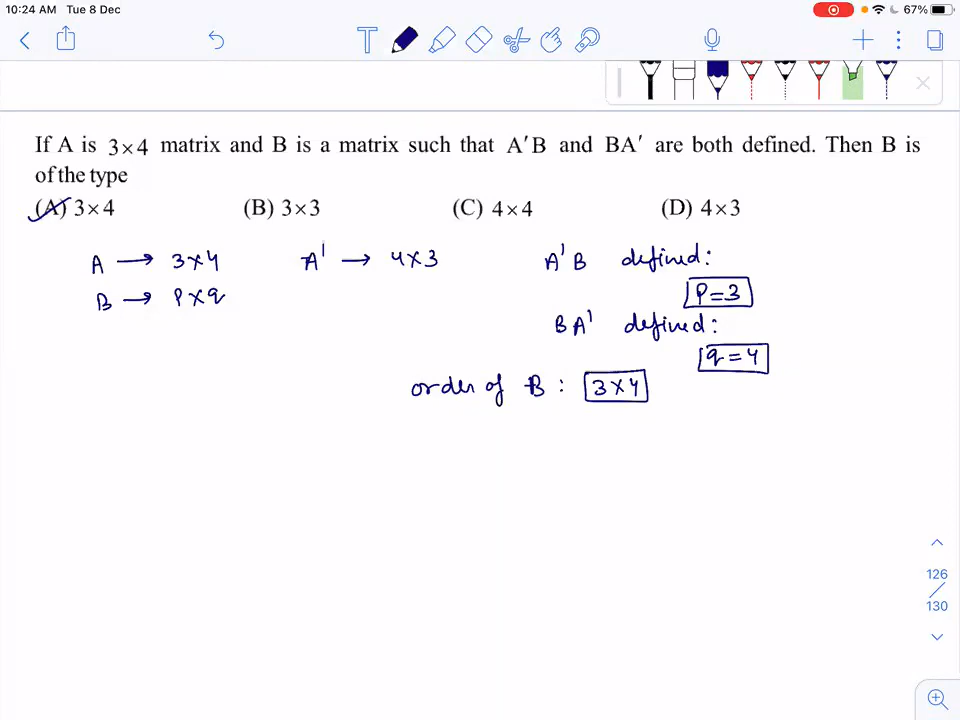 10:24 AM Tue 8 Dec
67%
T
If A is 3×4 matrix and B is a matrix such that A′B and BA′ are both defined. Then B is
of the type
(A) 3×4 (B) 3×3 (C) 4×4 (D) 4×3
A → 3×4 A' → 4×3 A'B defined:
B → P×q P=3
BA' defined:
q=4
order of B : 3×4
126
/
130